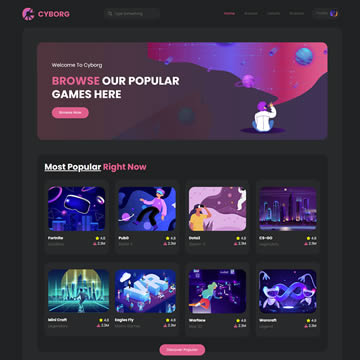 CYBORG
Type Something
Home
Browse
Details
Streams
Profile
Welcome To Cyborg
BROWSE OUR POPULAR
GAMES HERE
Browse Now
Most Popular Right Now
Fortnite
4.8
Sandbox
2.3M
PubG
4.8
Battle S
2.3M
Dota2
4.8
Steam-X
2.3M
CS-GO
4.8
Legendary
2.3M
Mini Craft
4.8
Legendary
2.3M
Eagles Fly
4.8
Matrix Games
2.3M
Warface
4.8
Max 3D
2.3M
Warcraft
4.8
Legend
2.3M
Discover Popular